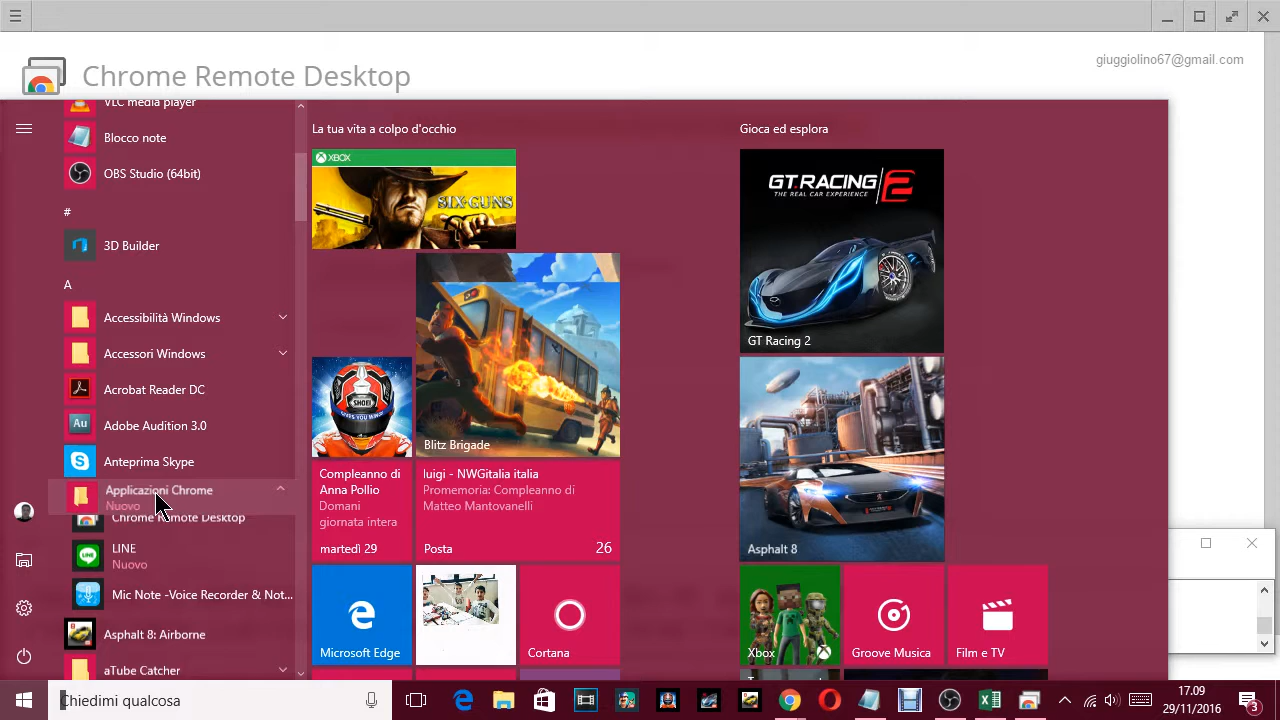 Chrome Remote Desktop
giuggiolino67@gmail.com
VLC media player
Blocco note
OBS Studio (64bit)
#
3D Builder
A
Accessibilità Windows
Accessori Windows
Acrobat Reader DC
Au
Adobe Audition 3.0
Anteprima Skype
Applicazioni Chrome
Nuovo
Chrome Remote Desktop
LINE
Nuovo
Mic Note -Voice Recorder & Not...
Asphalt 8: Airborne
aTube Catcher
La tua vita a colpo d'occhio
XBOX
SIX-GUNS
Blitz Brigade
SHOEI
Compleanno di
Anna Pollio
Domani
giornata intera
martedì 29
luigi - NWGitalia italia
Promemoria: Compleanno di
Matteo Mantovanelli
Posta
26
Microsoft Edge
Cortana
Gioca ed esplora
GT RACING 2
THE REAL CAR EXPERIENCE
GT Racing 2
Asphalt 8
Xbox
Groove Musica
Film e TV
Chiedimi qualcosa
17.09
29/11/2016
3